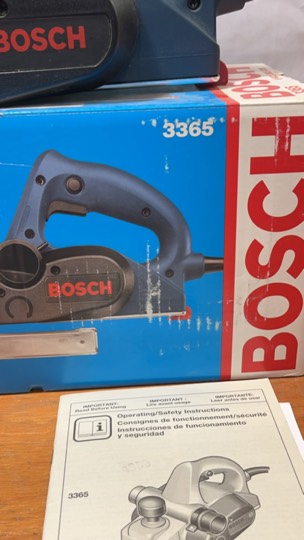 BOSCH
3365
BOSCH
BOSCH
IMPORTANT:
Read Before Using
IMPORTANT:
Lire avant usage
IMPORTANTE:
Leer antes de usar
Operating/Safety Instructions
Consignes de fonctionnement/sécurité
Instrucciones de funcionamiento
y seguridad
3365